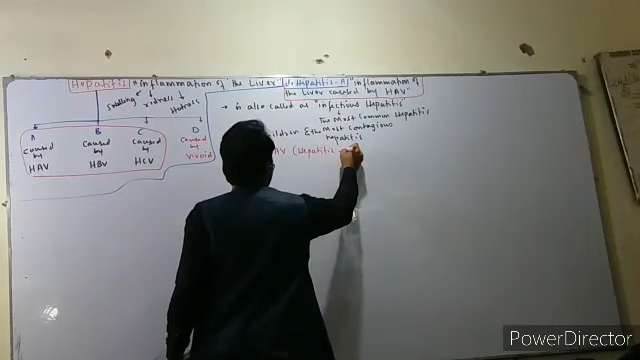 Hepatitis "inflammation of the Liver"
swelling redness Hotness
A caused by HAV
B caused by HBV
C caused by HCV
D caused by viroid
Hepatitis-A "inflammation of
the Liver caused by HAV"
→ is also called as "infectious Hepatitis"
The Most Common Hepatitis
& the Most Contagious
hepatitis
(Hepatitis
PowerDirector